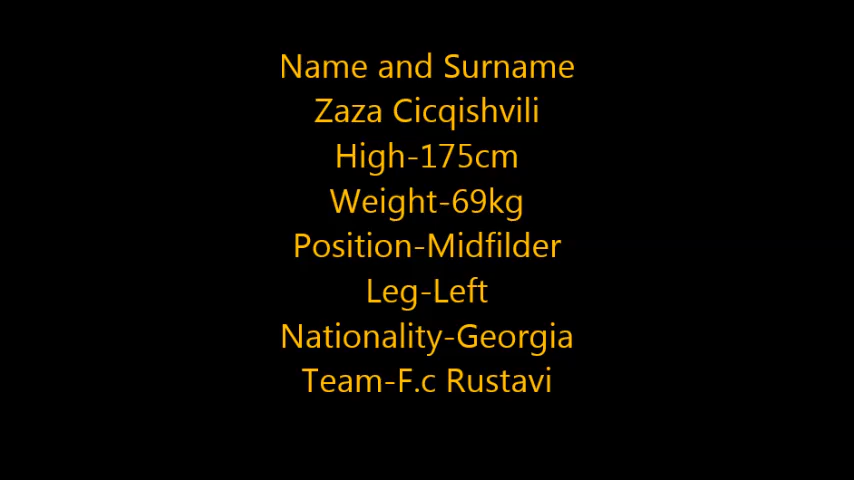 Name and Surname
Zaza Cicqishvili
High-175cm
Weight-69kg
Position-Midfilder
Leg-Left
Nationality-Georgia
Team-F.c Rustavi